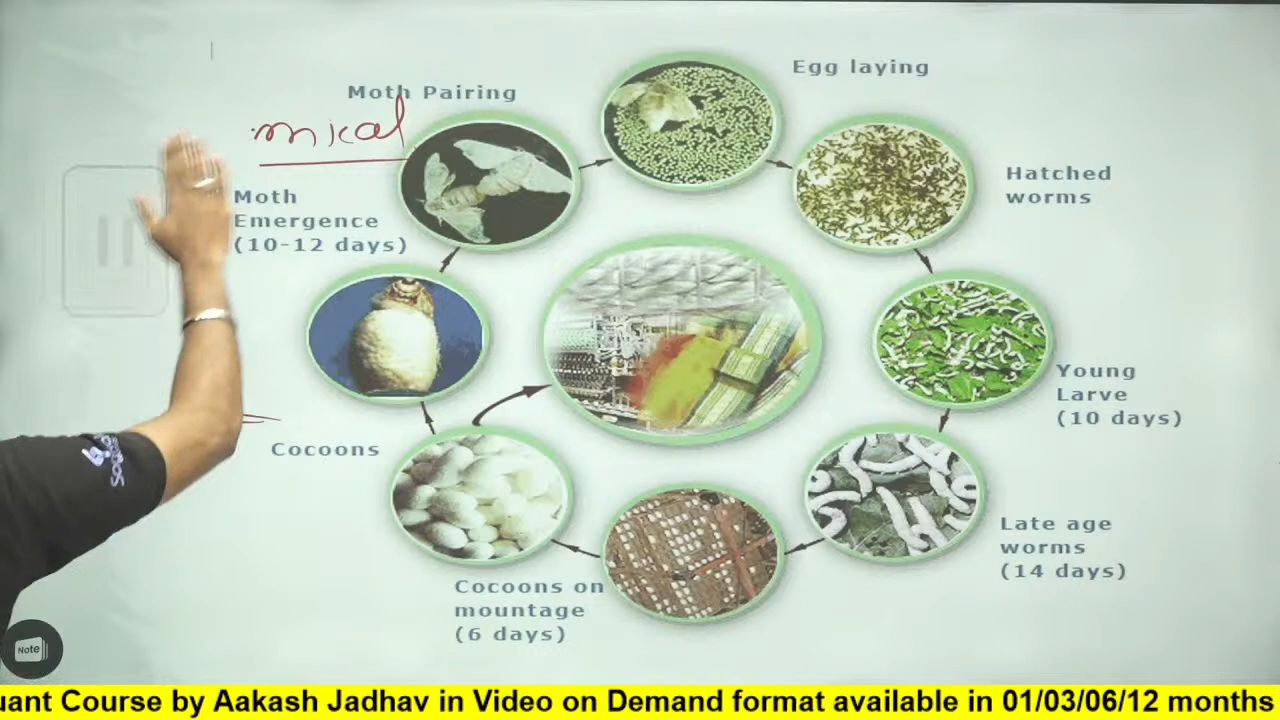 Egg laying
Moth Pairing
mical
Hatched
worms
Moth
Emergence
(10-12 days)
Young
Larve
(10 days)
Cocoons
Late age
worms
(14 days)
Cocoons on
mountage
(6 days)
Note
uant Course by Aakash Jadhav in Video on Demand format available in 01/03/06/12 months